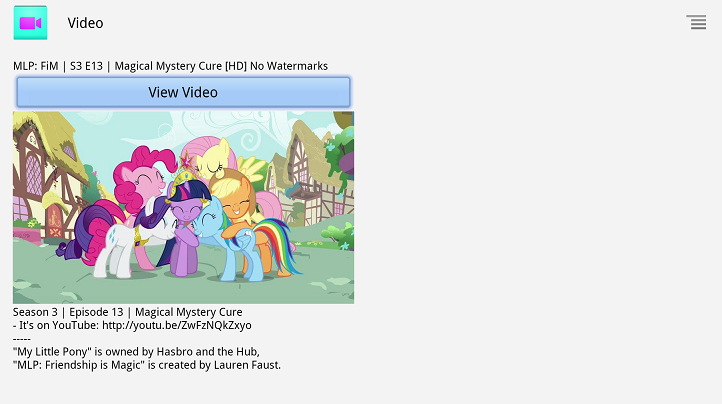 Video
MLP: FiM | S3 E13 | Magical Mystery Cure [HD] No Watermarks
View Video
Season 3 | Episode 13 | Magical Mystery Cure
- It's on YouTube: http://youtu.be/ZwFzNQkZxyo
-----
"My Little Pony" is owned by Hasbro and the Hub,
"MLP: Friendship is Magic" is created by Lauren Faust.